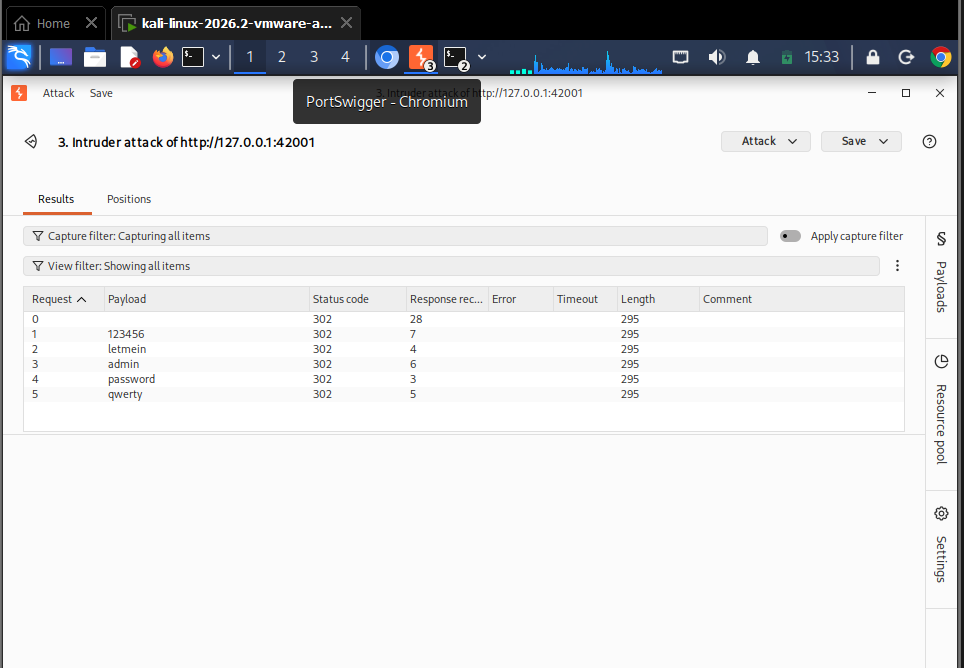 Home
kali-linux-2026.2-vmware-a...
1 2 3 4 3 2 15:33
Attack Save 3. Intruder attack of http://127.0.0.1:42001
PortSwigger - Chromium
3. Intruder attack of http://127.0.0.1:42001
Attack Save
Results Positions
Capture filter: Capturing all items Apply capture filter
View filter: Showing all items
Request Payload Status code Response rec... Error Timeout Length Comment
0 302 28 295
1 123456 302 7 295
2 letmein 302 4 295
3 admin 302 6 295
4 password 302 3 295
5 qwerty 302 5 295
Payloads
Resource pool
Settings